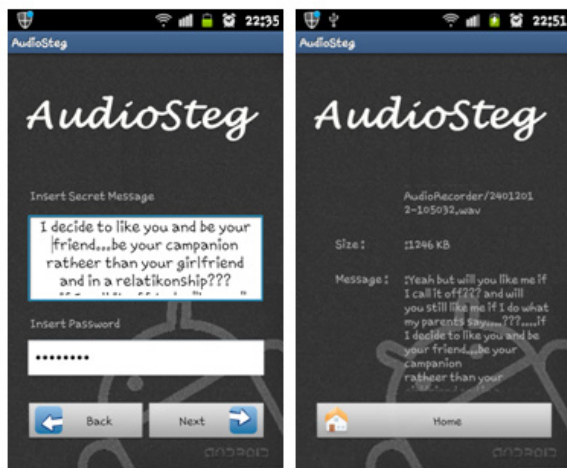 22:35
AudioSteg
AudioSteg
Insert Secret Message
I decide to like you and be your
friend,,,be your campanion
ratheer than your girlfriend
and in a relatikonship???
Insert Password
••••••••
Back
Next
ANDROID
22:51
AudioSteg
AudioSteg
AudioRecorder/2401201
2-105032.wav
Size :
:1246 KB
Message :
:Yeah but will you like me if
I call it off??? and will
you still like me if I do what
my parents say,,,,???,,,,if
I decide to like you and be
your friend,,,be your
campanion
ratheer than your
Home
ANDROID